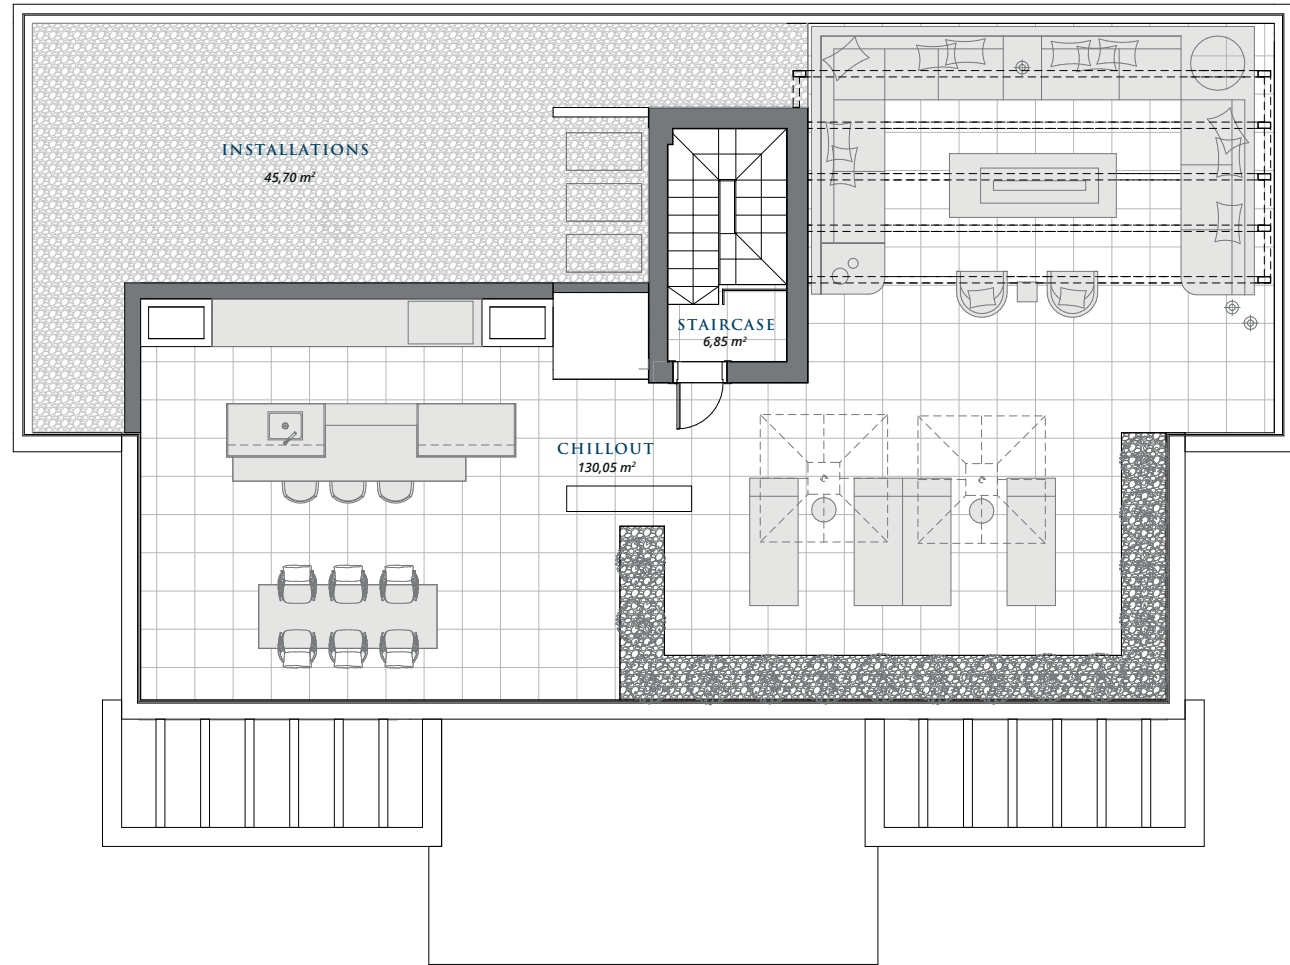 INSTALLATIONS
45,70 m²
STAIRCASE
6,85 m²
CHILLOUT
130,05 m²